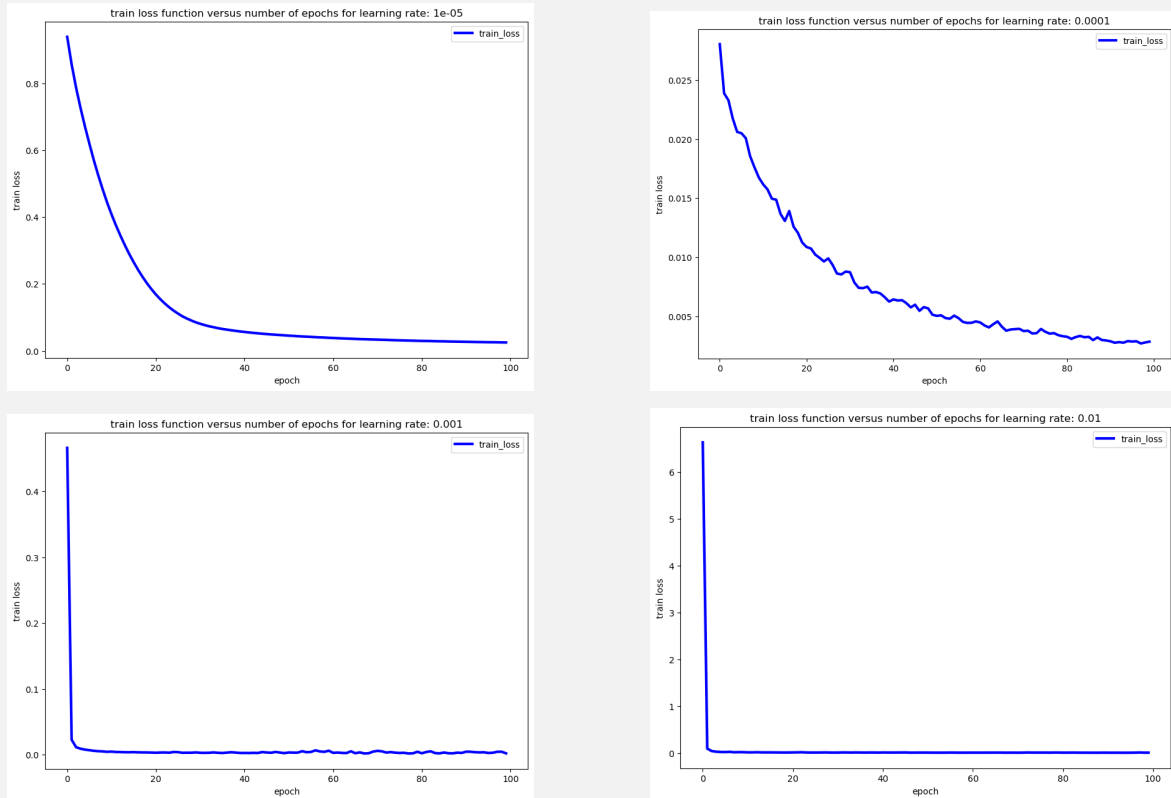 train loss function versus number of epochs for learning rate: 1e-05
train_loss
train loss
0.8
0.6
0.4
0.2
0.0
0 20 40 60 80 100
epoch
train loss function versus number of epochs for learning rate: 0.0001
train_loss
train loss
0.025
0.020
0.015
0.010
0.005
0 20 40 60 80 100
epoch
train loss function versus number of epochs for learning rate: 0.001
train_loss
train loss
0.4
0.3
0.2
0.1
0.0
0 20 40 60 80 100
epoch
train loss function versus number of epochs for learning rate: 0.01
train_loss
train loss
6
5
4
3
2
1
0
0 20 40 60 80 100
epoch